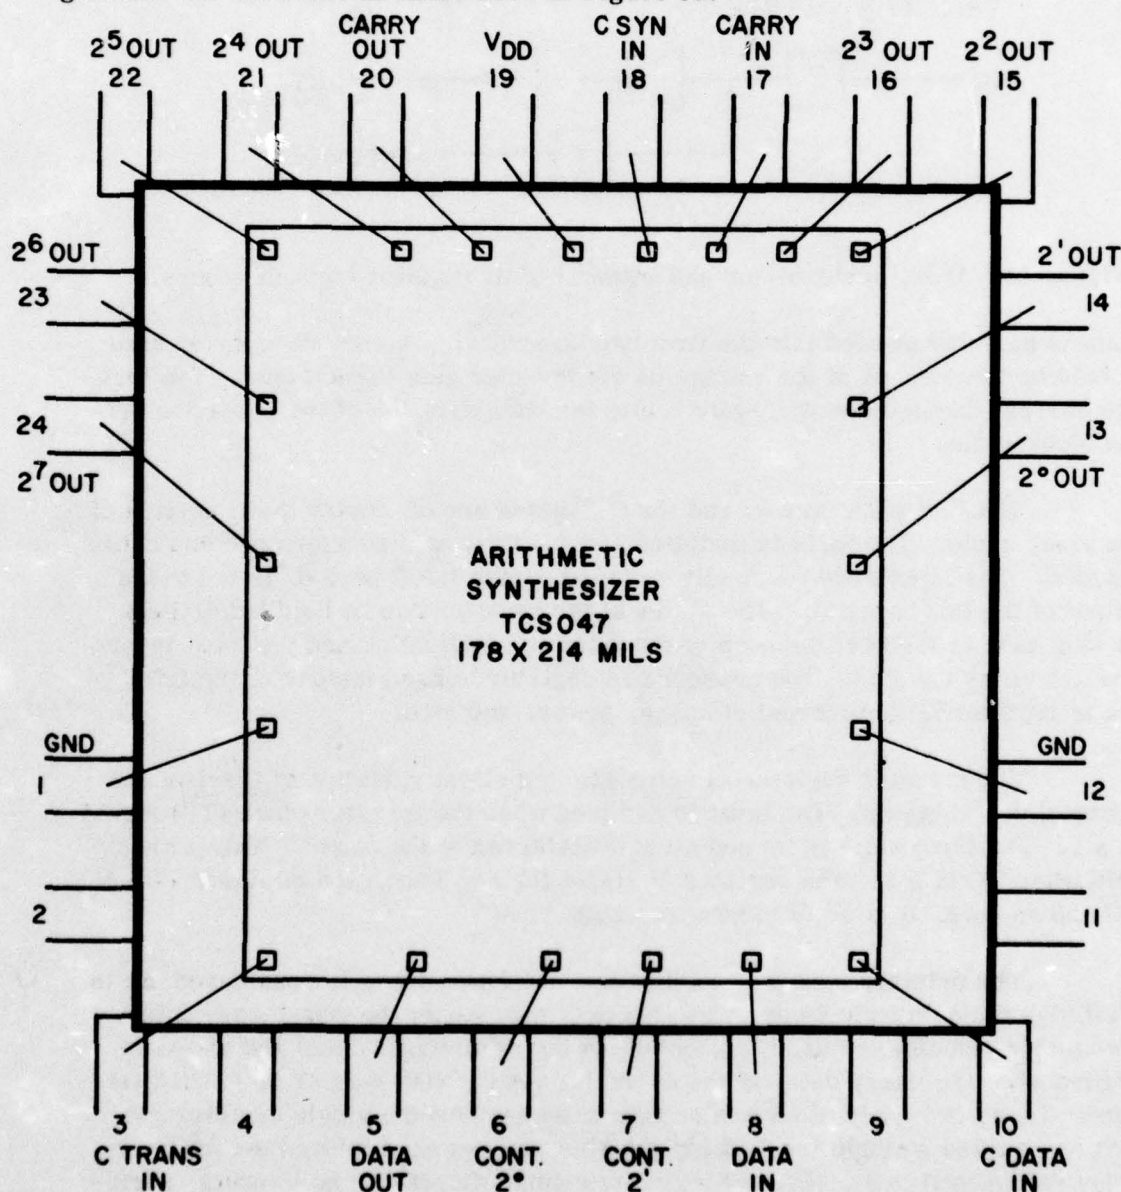 CARRY C SYN CARRY
2⁵ OUT 2⁴ OUT OUT VDD IN IN 2³ OUT 2² OUT
22 21 20 19 18 17 16 15
2⁶ OUT 2' OUT
23 14
24 13
2⁷ OUT 2° OUT
ARITHMETIC
SYNTHESIZER
TCS047
178 X 214 MILS
GND GND
1 12
2 11
3 4 5 6 7 8 9 10
C TRANS DATA CONT. CONT. DATA C DATA
IN OUT 2° 2' IN IN